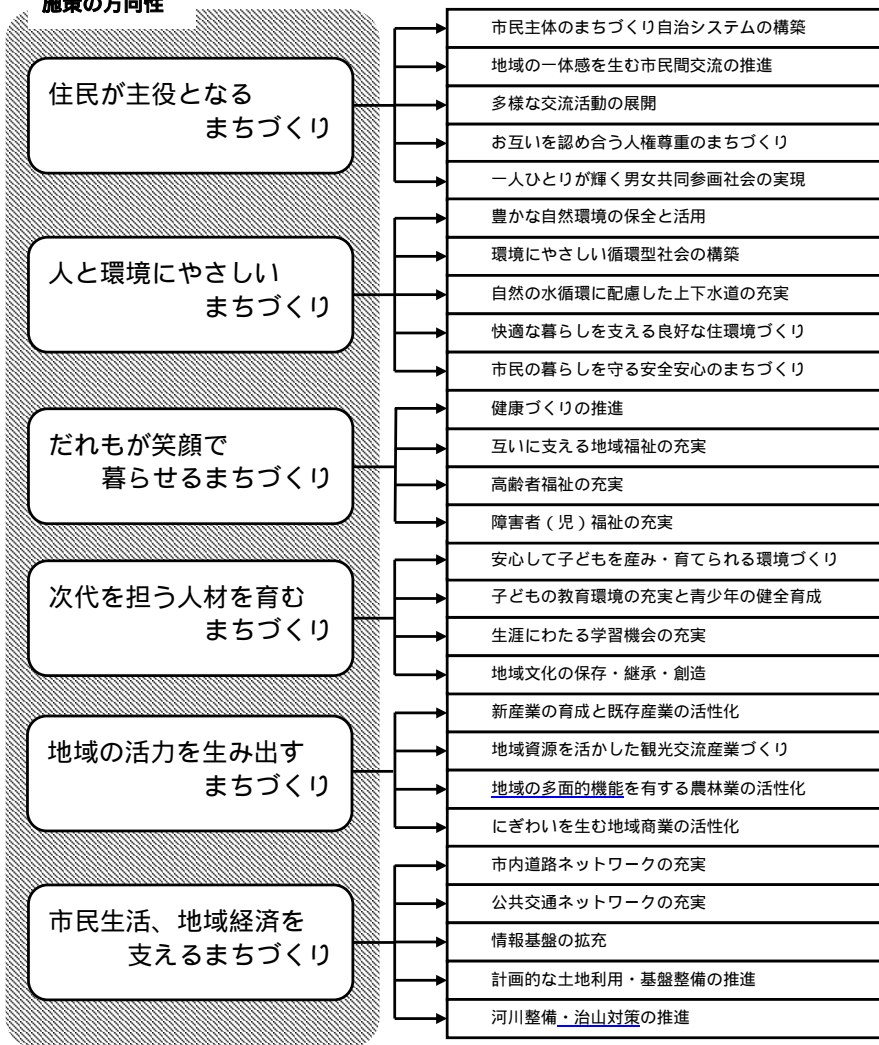 施策の方向性
住民が主役となる
まちづくり
市民主体のまちづくり自治システムの構築
地域の一体感を生む市民間交流の推進
多様な交流活動の展開
お互いを認め合う人権尊重のまちづくり
一人ひとりが輝く男女共同参画社会の実現
人と環境にやさしい
まちづくり
豊かな自然環境の保全と活用
環境にやさしい循環型社会の構築
自然の水循環に配慮した上下水道の充実
快適な暮らしを支える良好な住環境づくり
市民の暮らしを守る安全安心のまちづくり
だれもが笑顔で
暮らせるまちづくり
健康づくりの推進
互いに支える地域福祉の充実
高齢者福祉の充実
障害者(児)福祉の充実
次代を担う人材を育む
まちづくり
安心して子どもを産み・育てられる環境づくり
子どもの教育環境の充実と青少年の健全育成
生涯にわたる学習機会の充実
地域文化の保存・継承・創造
地域の活力を生み出す
まちづくり
新産業の育成と既存産業の活性化
地域資源を活かした観光交流産業づくり
地域の多面的機能を有する農林業の活性化
にぎわいを生む地域商業の活性化
市民生活、地域経済を
支えるまちづくり
市内道路ネットワークの充実
公共交通ネットワークの充実
情報基盤の拡充
計画的な土地利用・基盤整備の推進
河川整備・治山対策の推進